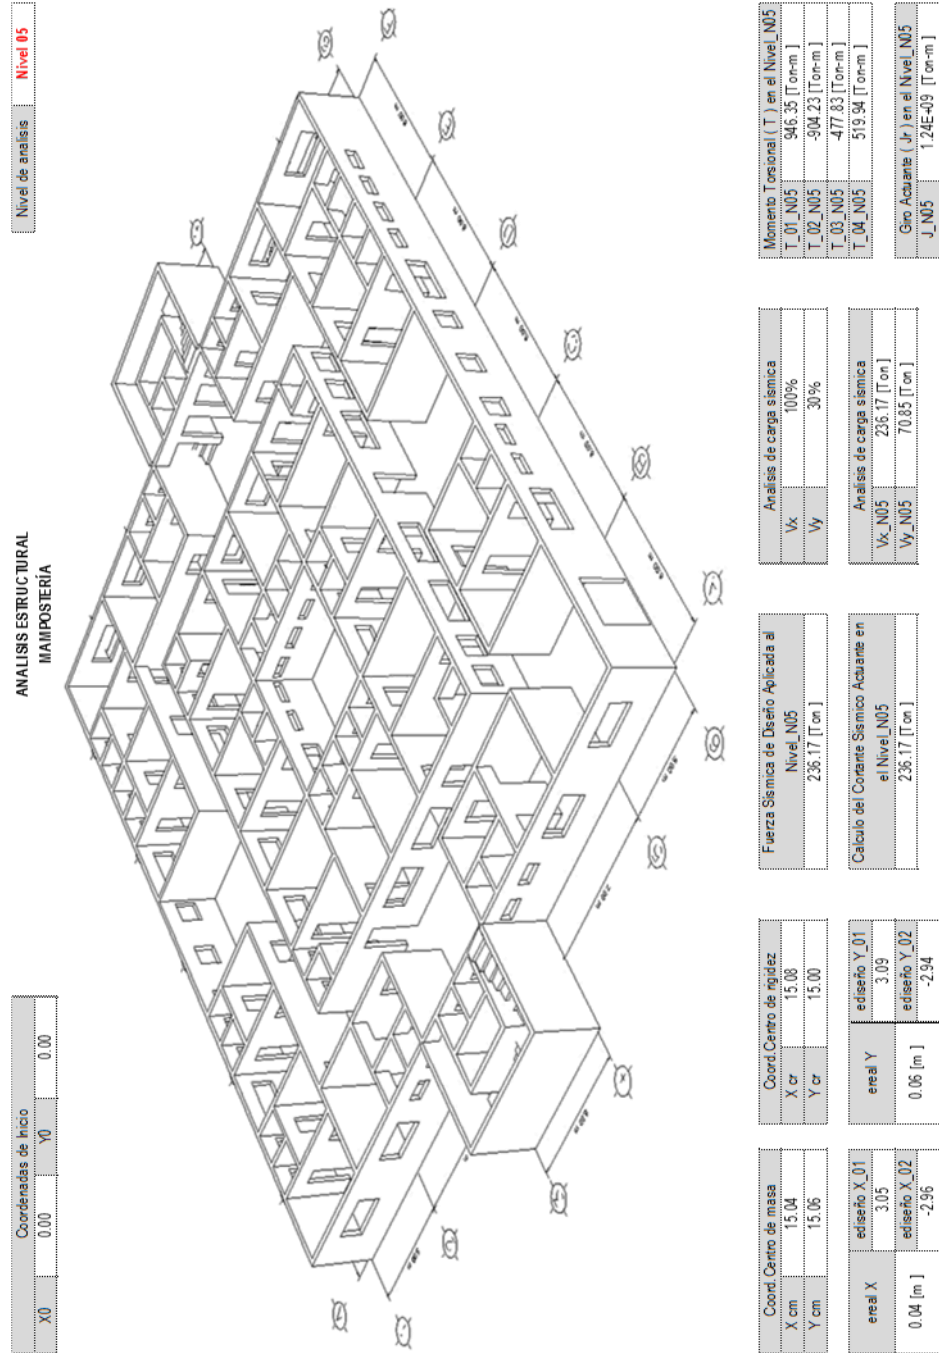 ANALISIS ESTRUCTURAL
MAMPOSTERÍA
Coordenadas de Inicio
X0 0.00 Y0 0.00
Nivel de analisis Nivel 05
Coord. Centro de masa
X cm 15.04
Y cm 15.06
Coord.Centro de rigidez
X cr 15.08
Y cr 15.00
Fuerza Sismica de Diseño Aplicada al
Nivel_N05
236.17 [Ton ]
Analisis de carga sismica
Vx 100%
Vy 30%
Momento Torsional ( T ) en el Nivel_N05
T_01_N05 946.35 [Ton-m ]
T_02_N05 -904.23 [Ton-m ]
T_03_N05 -477.83 [Ton-m ]
T_04_N05 519.94 [Ton-m ]
ereal X ediseño X_01
3.05
0.04 [m ] ediseño X_02
-2.96
ereal Y ediseño Y_01
3.09
0.06 [m ] ediseño Y_02
-2.94
Calculo del Cortante Sismico Actuante en
el Nivel_N05
236.17 [Ton ]
Analisis de carga sismica
Vx_N05 236.17 [Ton ]
Vy_N05 70.85 [Ton ]
Giro Actuante ( Jr ) en el Nivel_N05
J_N05 1.24E+09 [Ton-m ]